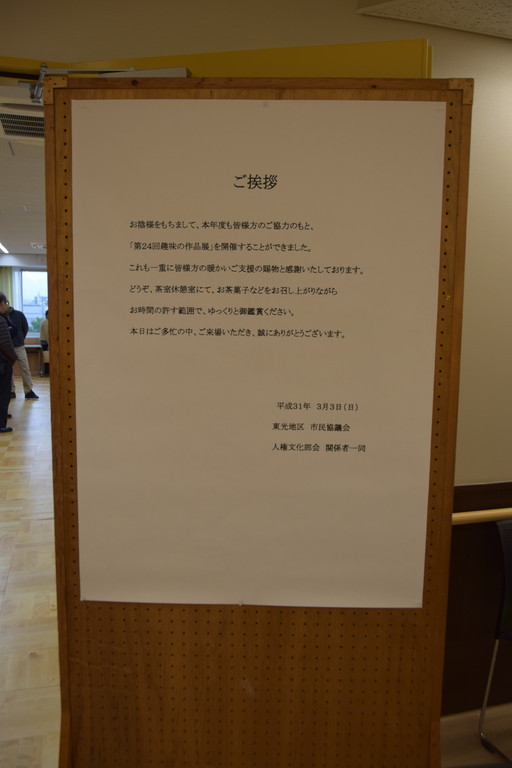 ご挨拶
お陰様をもちまして、本年度も皆様方のご協力のもと、
「第24回趣味の作品展」を開催することができました。
これも一重に皆様方の暖かいご支援の賜物と感謝いたしております。
どうぞ、茶室休憩室にて、お茶菓子などをお召し上がりながら
お時間の許す範囲で、ゆっくりと御鑑賞ください。
本日はご多忙の中、ご来場いただき、誠にありがとうございます。
平成31年 3月3日(日)
東光地区 市民協議会
人権文化部会 関係者一同